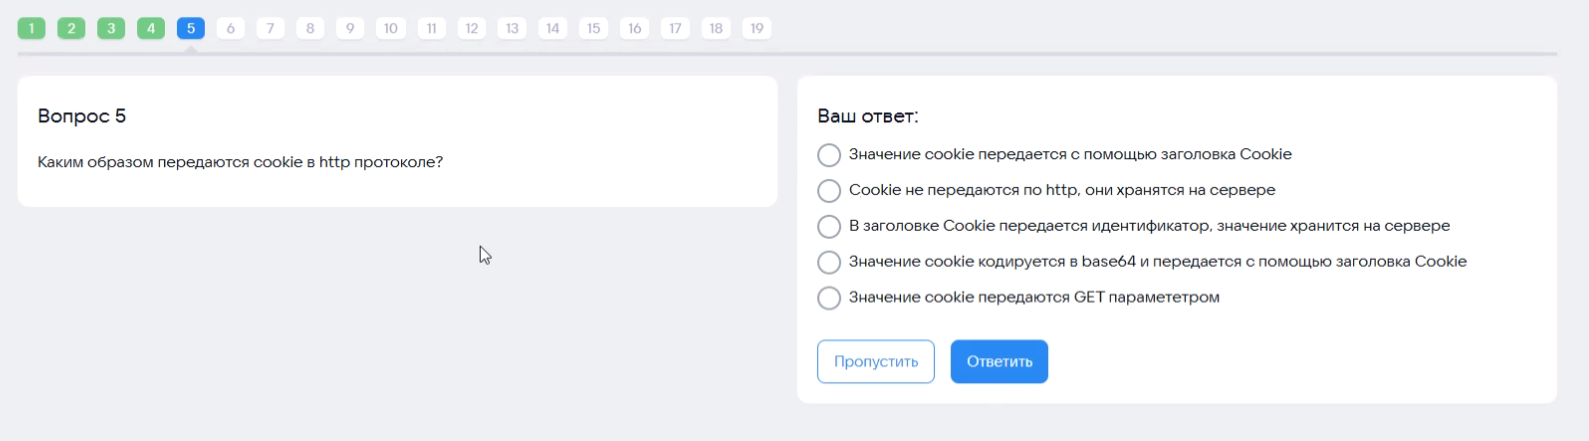 1 2 3 4 5 6 7 8 9 10 11 12 13 14 15 16 17 18 19
Вопрос 5
Каким образом передаются cookie в http протоколе?
Ваш ответ:
Значение cookie передается с помощью заголовка Cookie
Cookie не передаются по http, они хранятся на сервере
В заголовке Cookie передается идентификатор, значение хранится на сервере
Значение cookie кодируется в base64 и передается с помощью заголовка Cookie
Значение cookie передаются GET парамететром
Пропустить Ответить